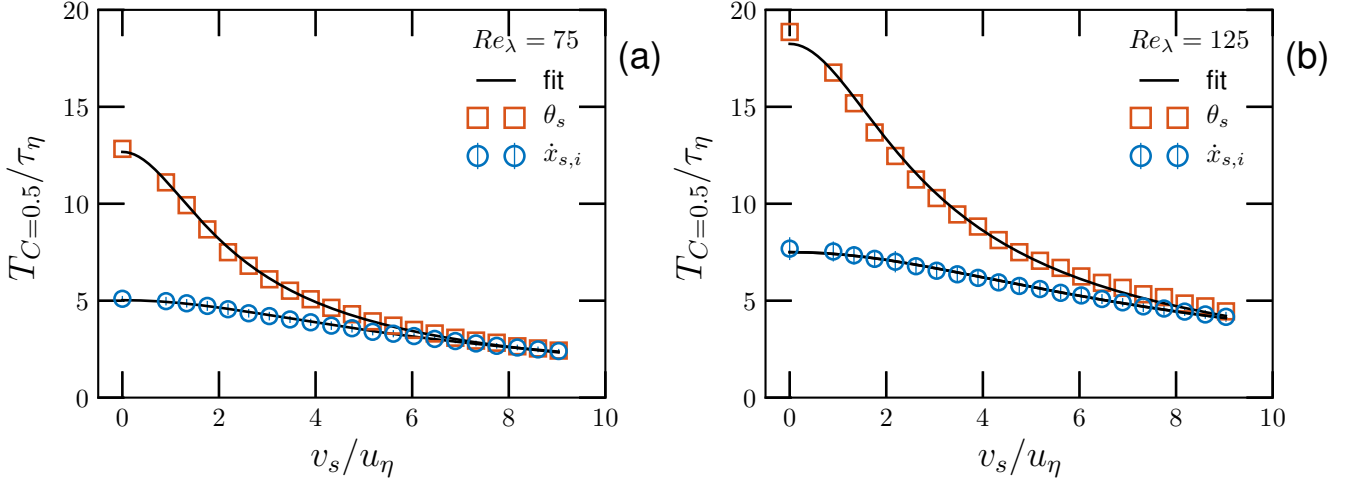 20
15
10
5
0
0 2 4 6 8 10
T_{C=0.5}/τ_η
v_s/u_η
Re_λ = 75
fit
θ_s
ẋ_{s,i}
(a)
20
15
10
5
0
0 2 4 6 8 10
T_{C=0.5}/τ_η
v_s/u_η
Re_λ = 125
fit
θ_s
ẋ_{s,i}
(b)